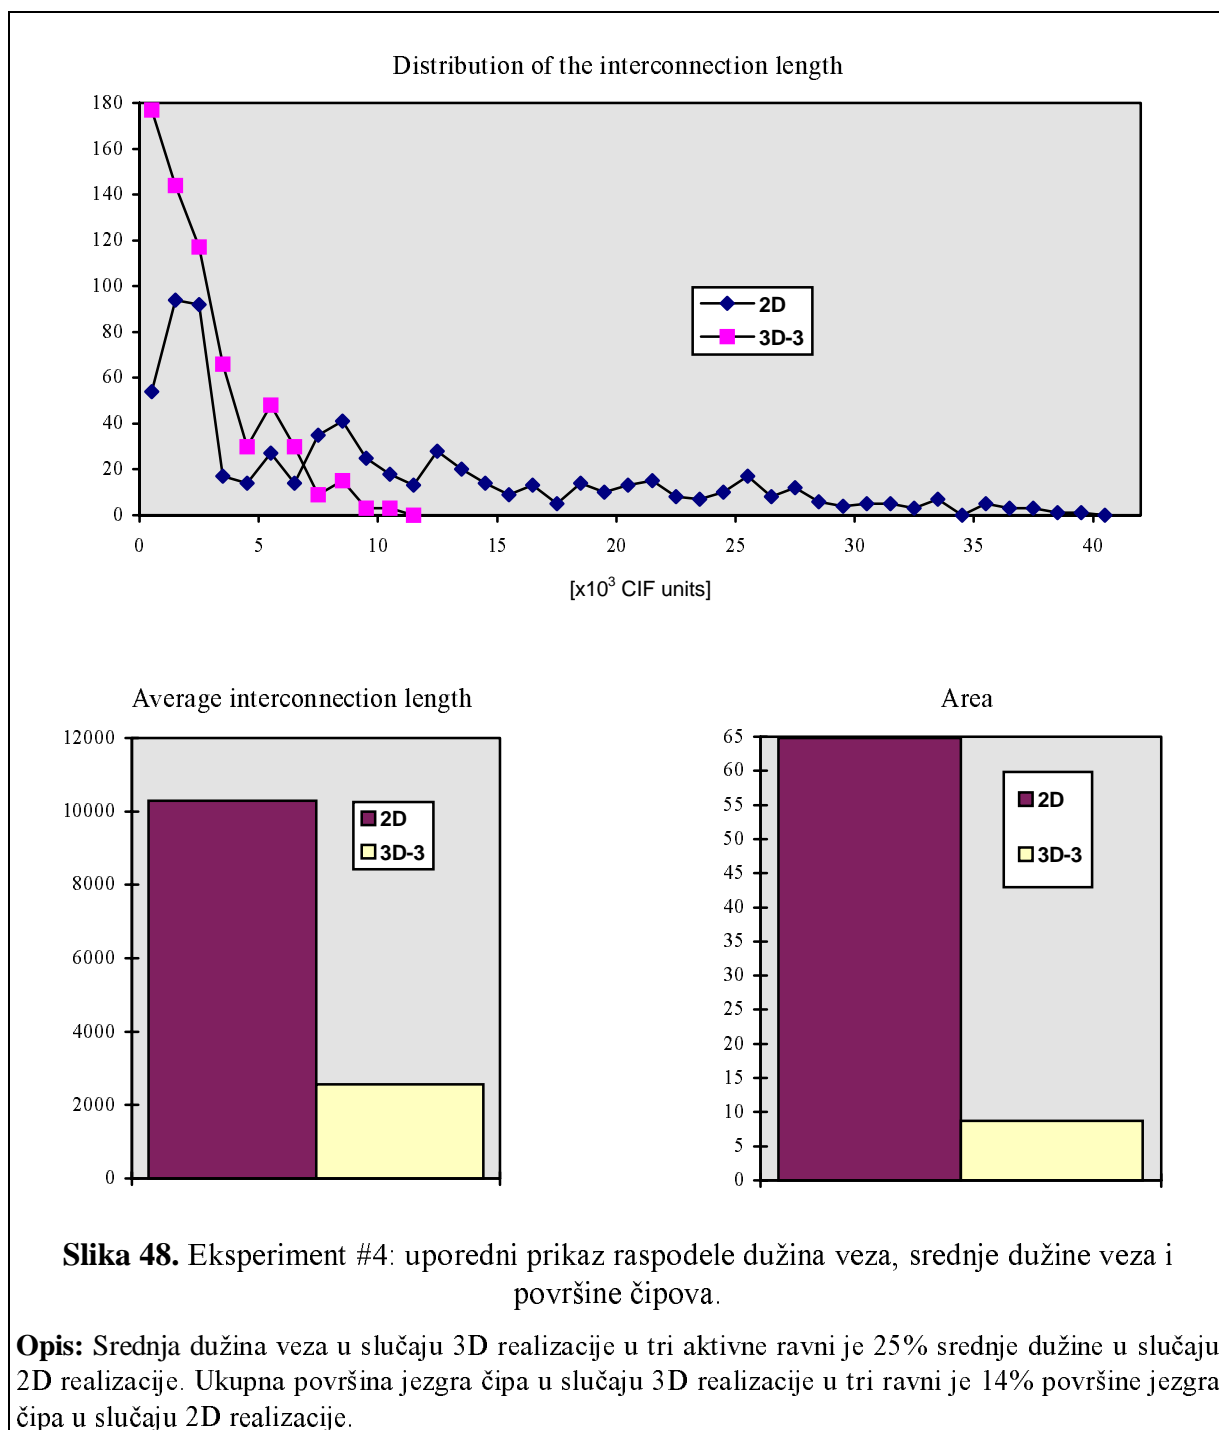 Distribution of the interconnection length
180
160
140
120
100
80
60
40
20
0
0 5 10 15 20 25 30 35 40
2D
3D-3
[x10³ CIF units]
Average interconnection length
12000
10000
8000
6000
4000
2000
0
2D
3D-3
Area
65
60
55
50
45
40
35
30
25
20
15
10
5
0
2D
3D-3
Slika 48. Eksperiment #4: uporedni prikaz raspodele dužina veza, srednje dužine veza i
površine čipova.
Opis: Srednja dužina veza u slučaju 3D realizacije u tri aktivne ravni je 25% srednje dužine u slučaju
2D realizacije. Ukupna površina jezgra čipa u slučaju 3D realizacije u tri ravni je 14% površine jezgra
čipa u slučaju 2D realizacije.